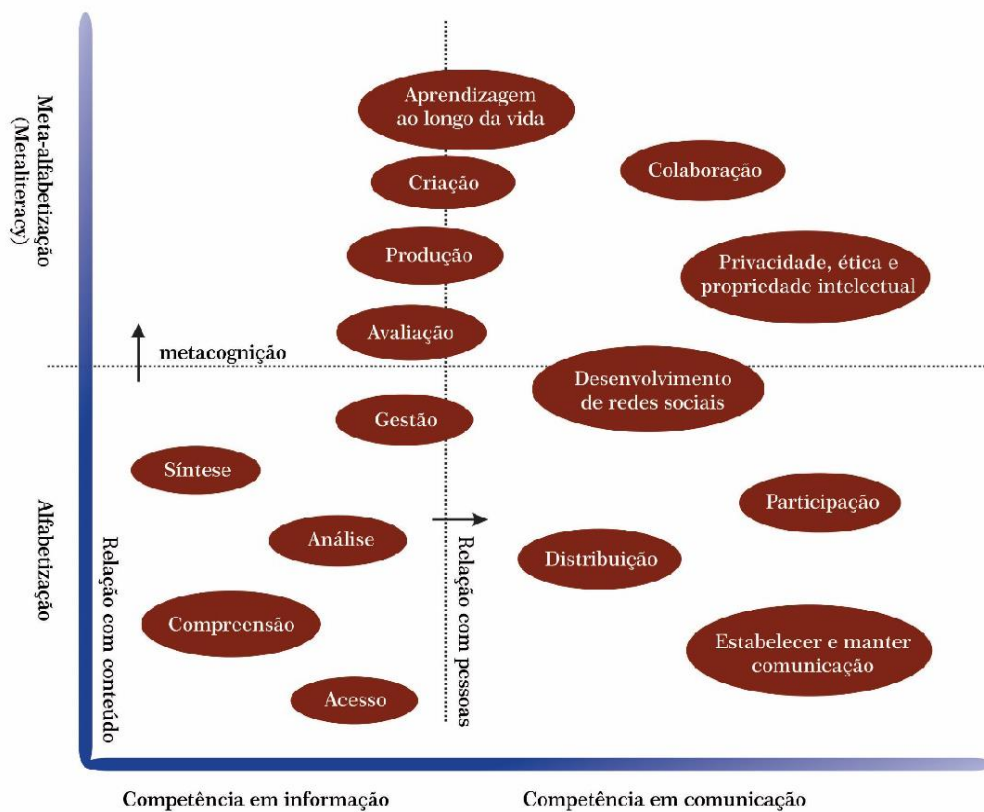 Meta-alfabetização
(Metaliteracy)
Aprendizagem
ao longo da vida
Colaboração
Criação
Produção
Privacidade, ética e
propriedade intelectual
Avaliação
metacognição
Desenvolvimento
de redes sociais
Gestão
Síntese
Participação
Análise
Distribuição
Alfabetização
Relação com conteúdo
Relação com pessoas
Compreensão
Estabelecer e manter
comunicação
Acesso
Competência em informação
Competência em comunicação